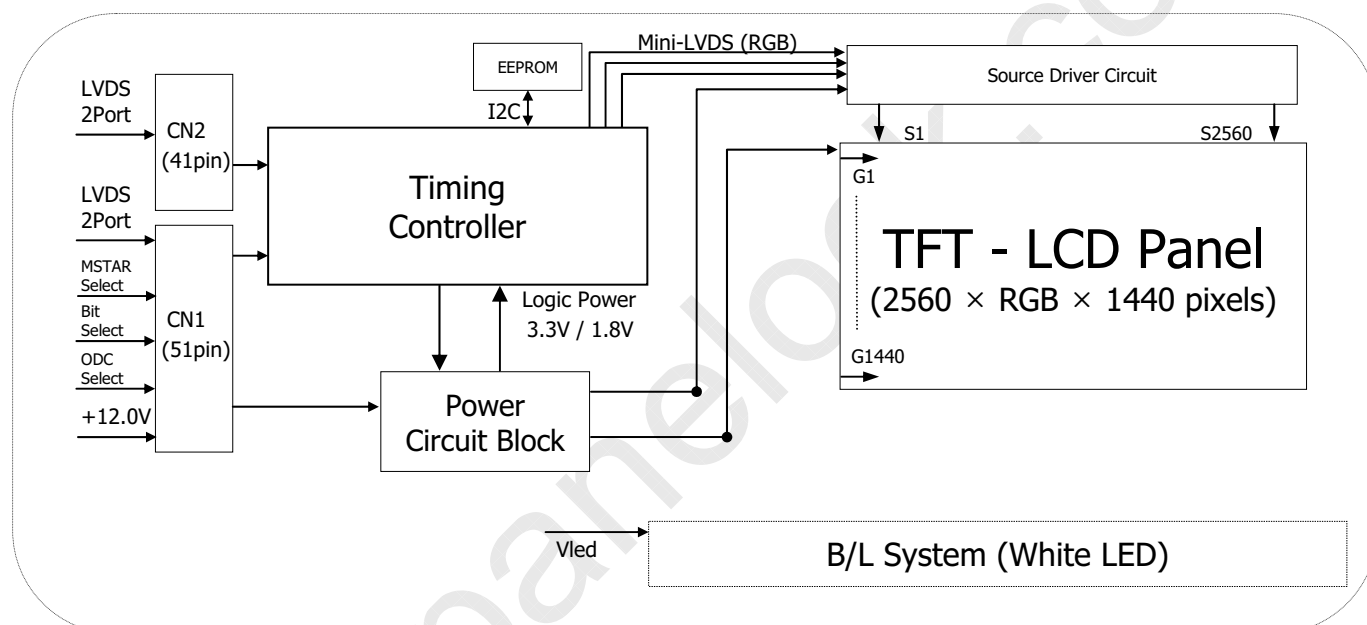 Mini-LVDS (RGB)
EEPROM
Source Driver Circuit
I2C
LVDS
2Port
CN2
(41pin)
S1
S2560
Timing
Controller
G1
TFT - LCD Panel
(2560 × RGB × 1440 pixels)
G1440
LVDS
2Port
MSTAR
Select
Bit
Select
ODC
Select
+12.0V
CN1
(51pin)
Logic Power
3.3V / 1.8V
Power
Circuit Block
Vled
B/L System (White LED)